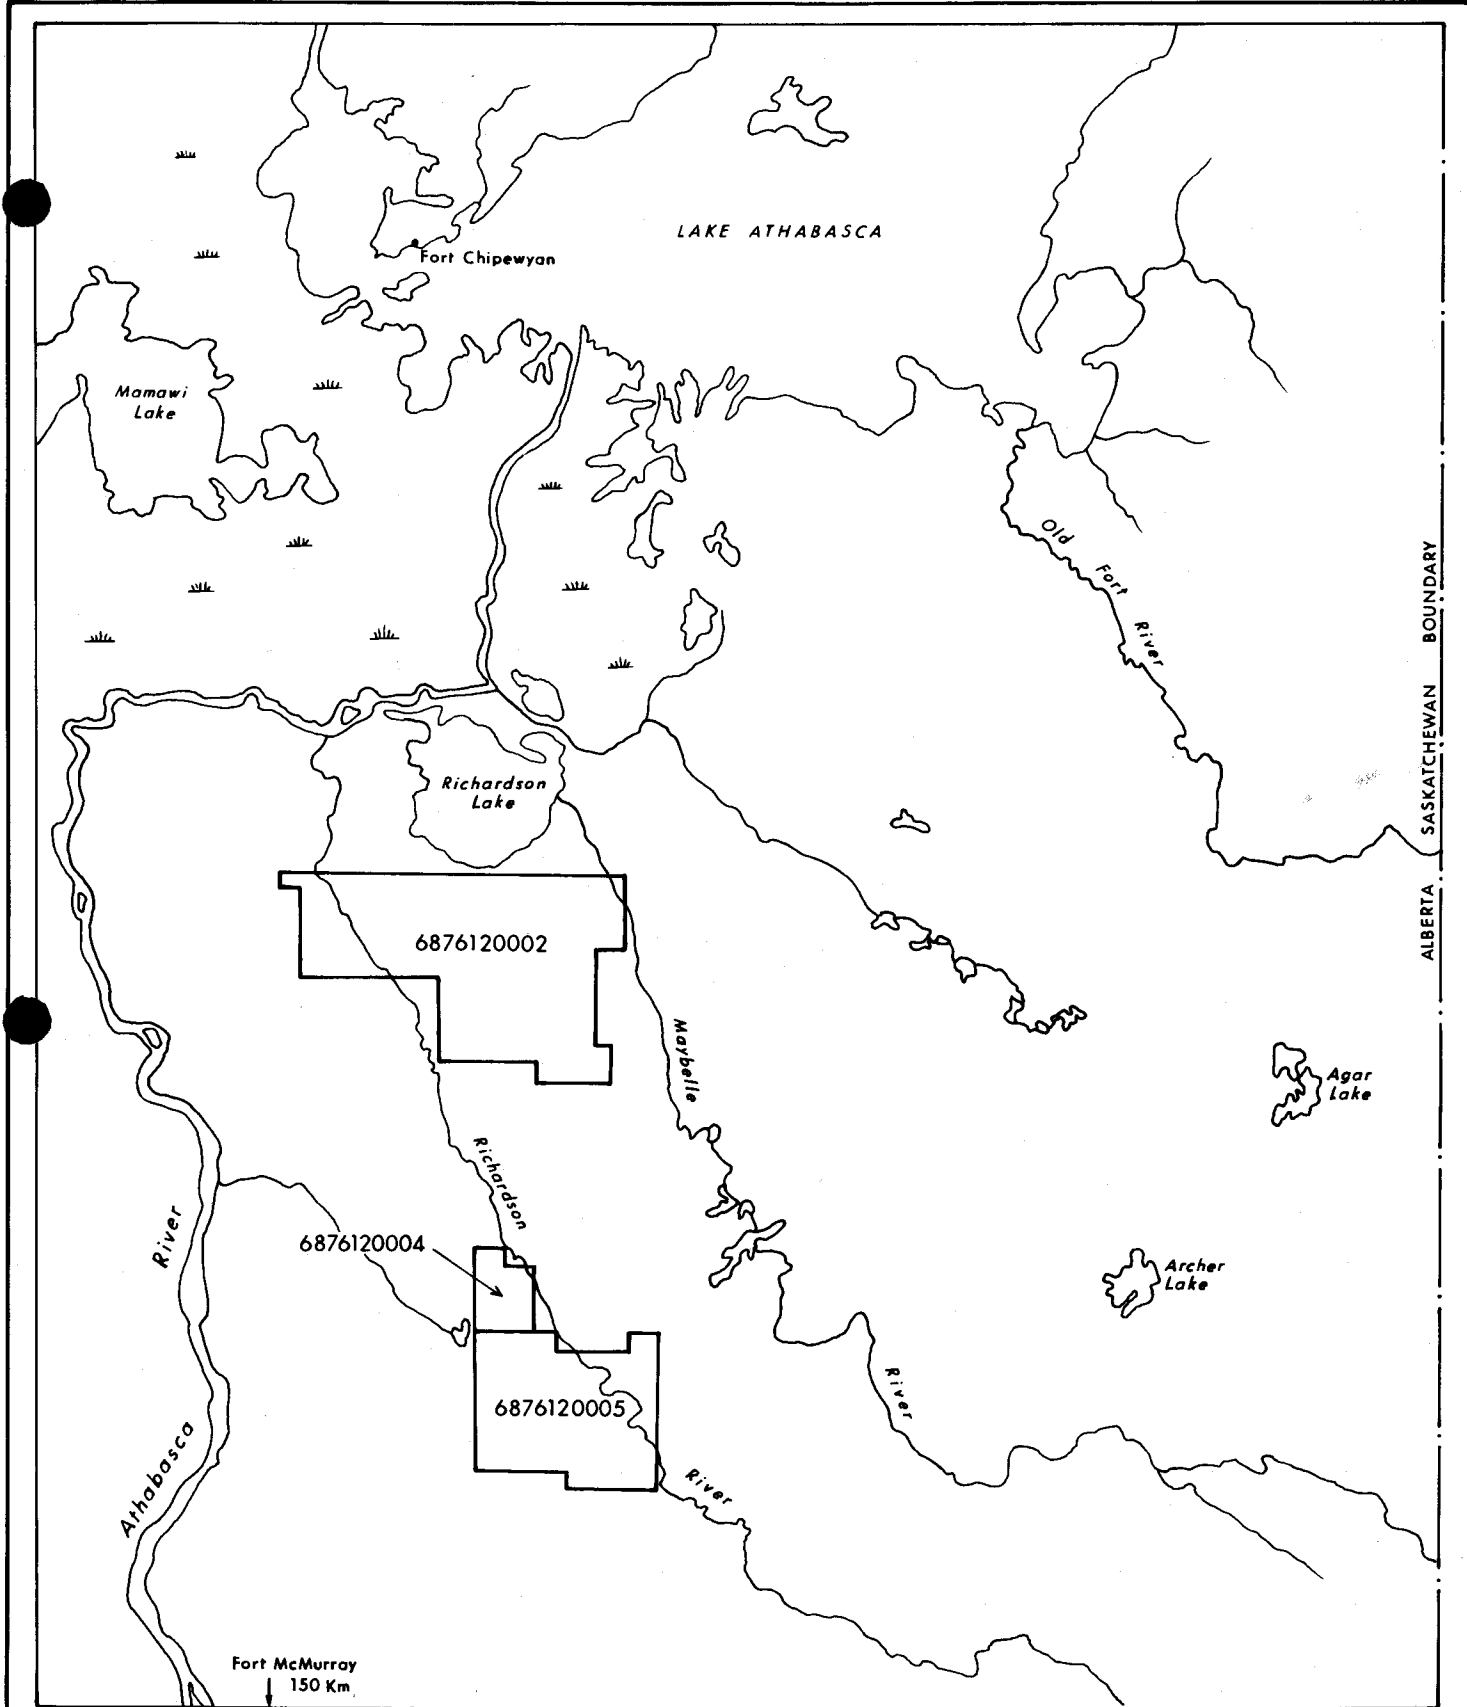 LAKE ATHABASCA
Fort Chipewyan
Mamawi
Lake
Old Fort River
ALBERTA SASKATCHEWAN BOUNDARY
Richardson
Lake
6876120002
Maybelle
River
Agar
Lake
Richardson
River
6876120004
River
Athabasca
Archer
Lake
6876120005
Fort McMurray
150 Km